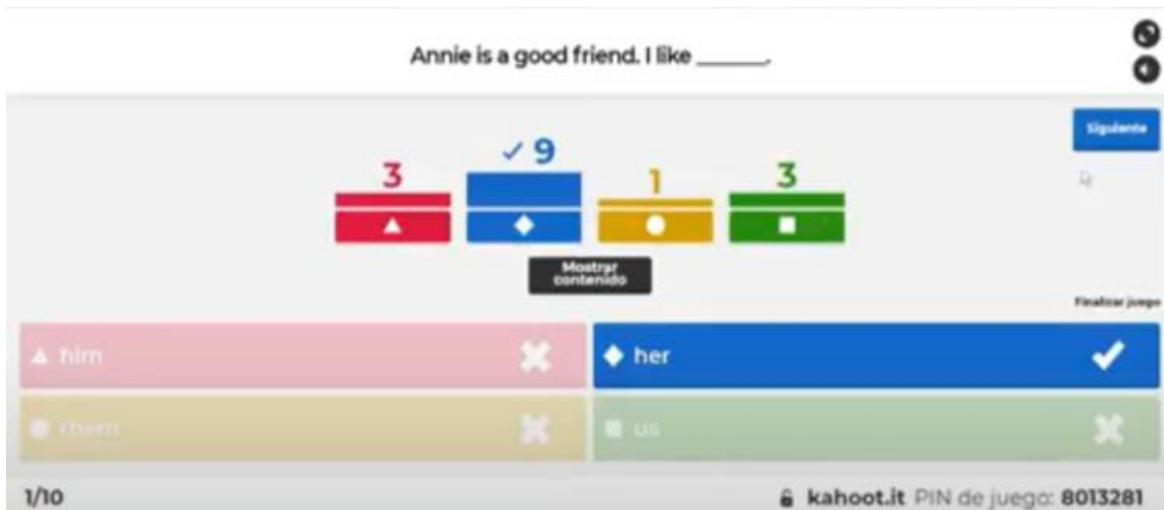 Annie is a good friend. I like ______.
Siguiente
3
9
1
3
Mostrar
contenido
Finalizar juego
him
her
them
us
1/10
kahoot.it PIN de juego: 8013281